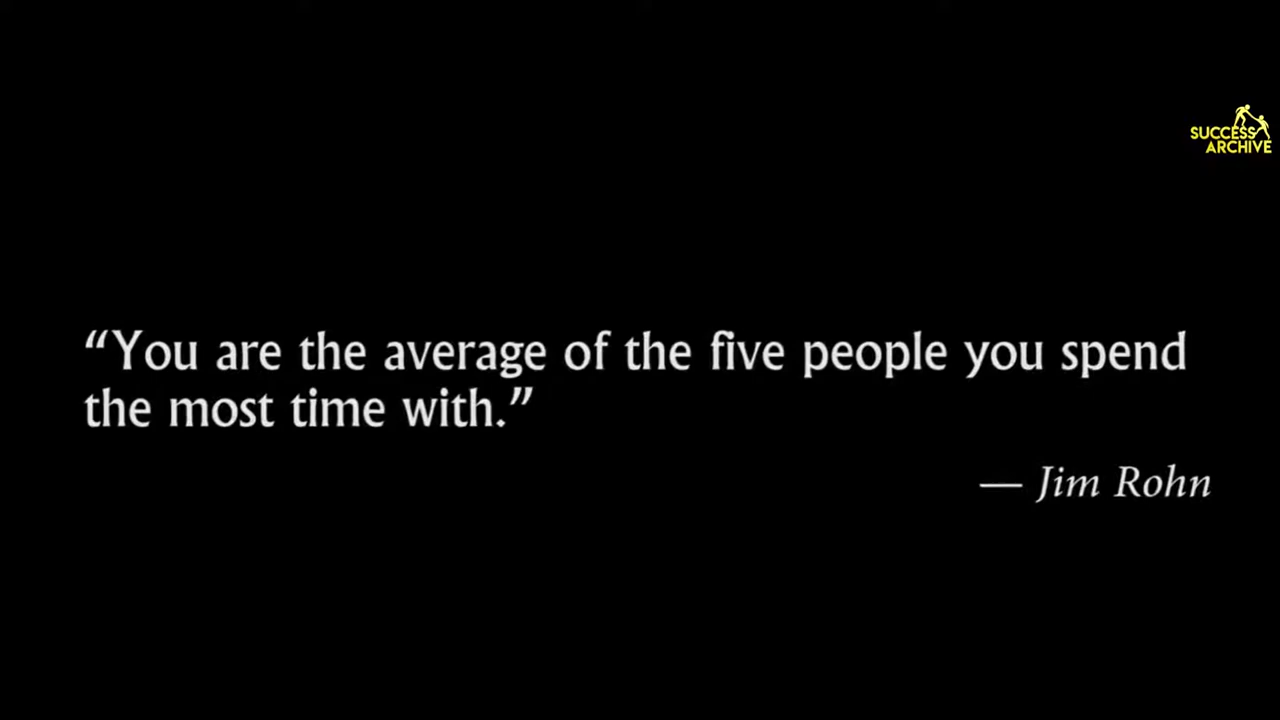 SUCCESS
ARCHIVE
“You are the average of the five people you spend
the most time with.”
— Jim Rohn